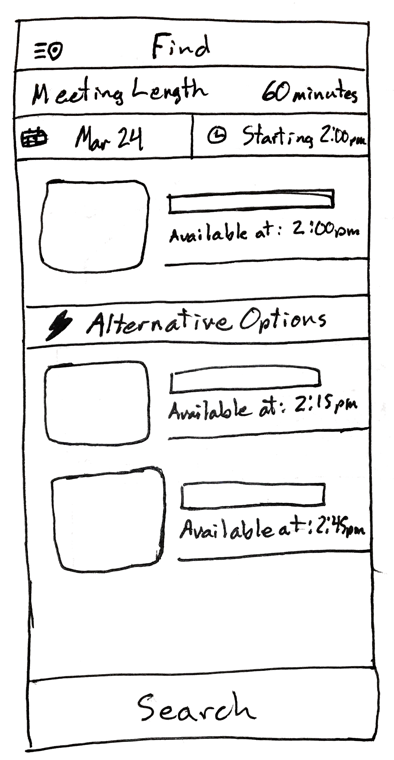 Find
Meeting Length 60 minutes
Mar 24 Starting 2:00pm
Available at: 2:00pm
Alternative Options
Available at: 2:15pm
Available at: 2:45pm
Search